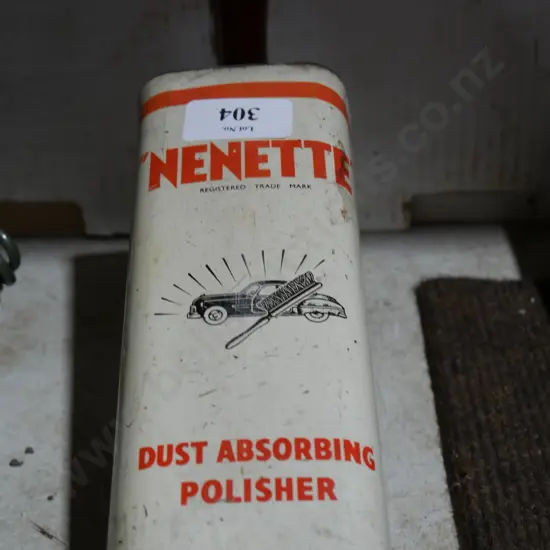 Lot No.
304
"NENETTE
REGISTERED TRADE MARK
DUST ABSORBING
POLISHER